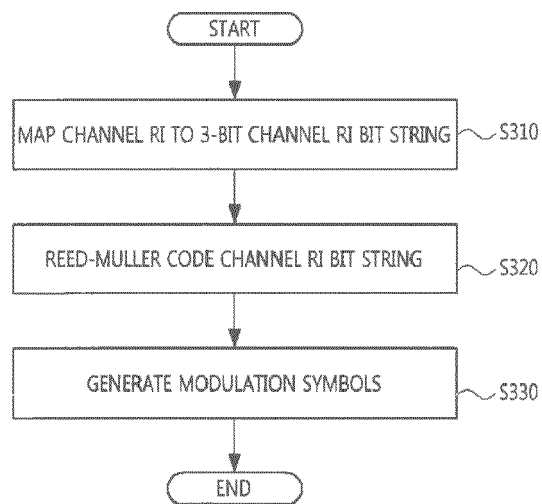 START
MAP CHANNEL RI TO 3-BIT CHANNEL RI BIT STRING
S310
REED-MULLER CODE CHANNEL RI BIT STRING
S320
GENERATE MODULATION SYMBOLS
S330
END